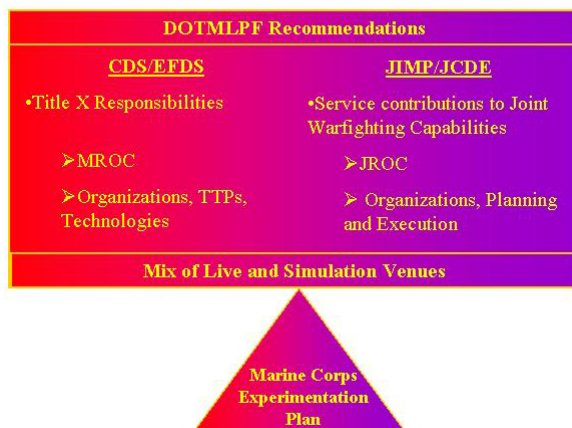 DOTMLPF Recommendations
CDS/EFDS
•Title X Responsibilities
➢MROC
➢Organizations, TTPs,
Technologies
JIMP/JCDE
•Service contributions to Joint
Warfighting Capabilities
➢JROC
➢ Organizations, Planning
and Execution
Mix of Live and Simulation Venues
Marine Corps
Experimentation
Plan